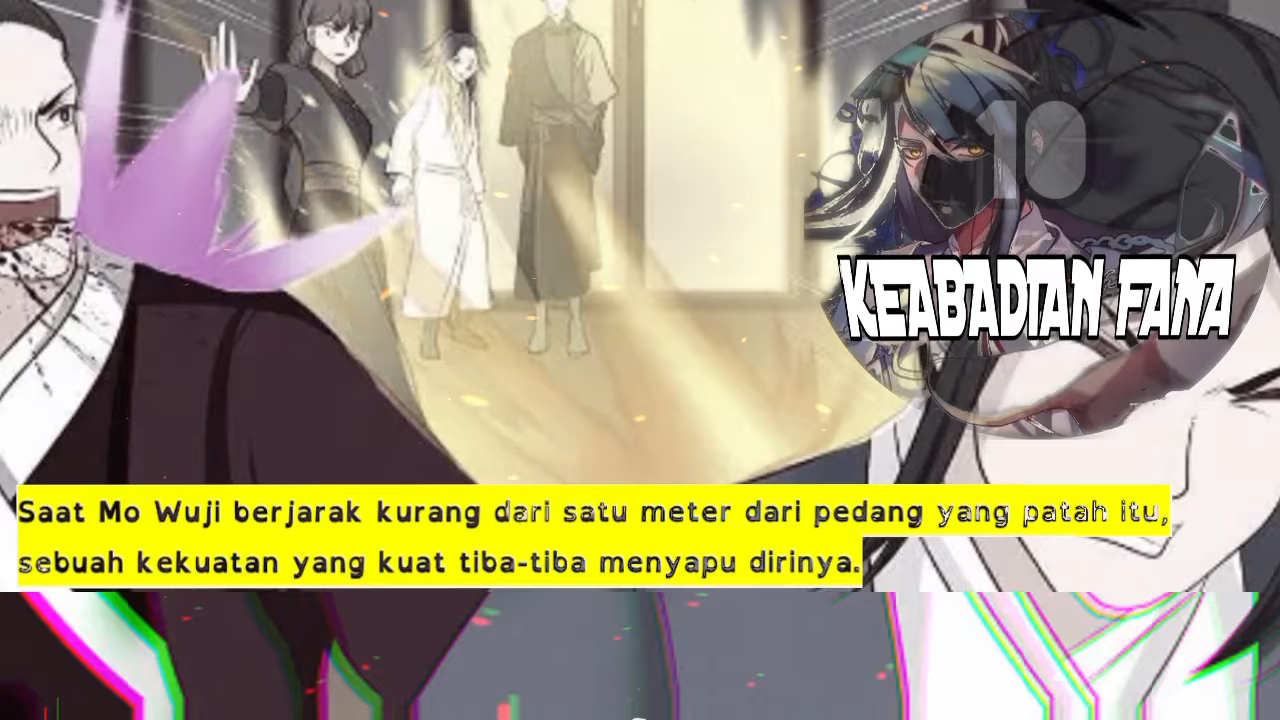 10
KEABADIAN FANA
Saat Mo Wuji berjarak kurang dari satu meter dari pedang yang patah itu,
sebuah kekuatan yang kuat tiba-tiba menyapu dirinya.